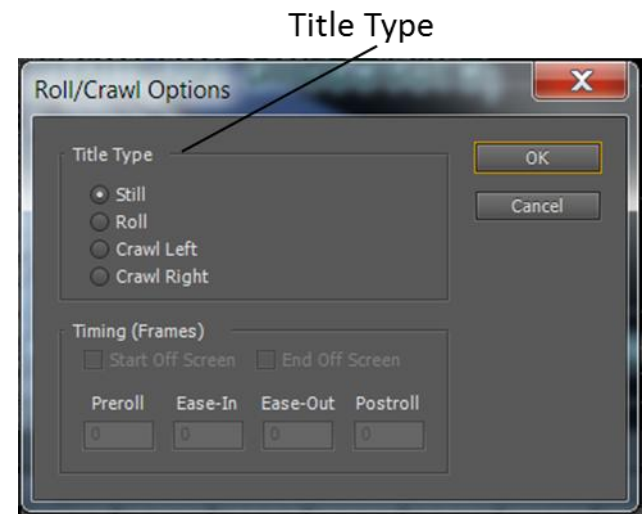 Title Type
Roll/Crawl Options
Title Type
OK
Still
Cancel
Roll
Crawl Left
Crawl Right
Timing (Frames)
Start Off Screen End Off Screen
Preroll Ease-In Ease-Out Postroll
0 0 0 0